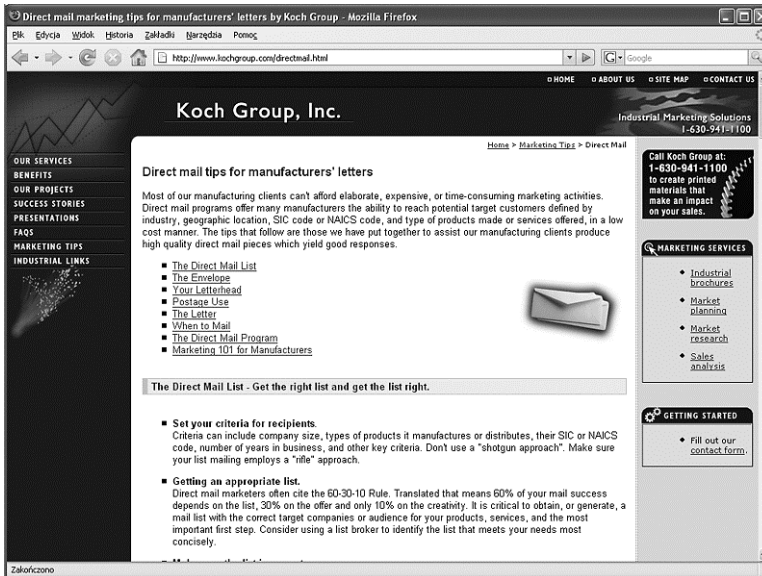 Direct mail marketing tips for manufacturers' letters by Koch Group - Mozilla Firefox
Plik Edycja Widok Historia Zakładki Narzędzia Pomoc
http://www.kochgroup.com/directmail.html
Google
HOME ABOUT US SITE MAP CONTACT US
Koch Group, Inc.
Industrial Marketing Solutions
1-630-941-1100
OUR SERVICES
BENEFITS
OUR PROJECTS
SUCCESS STORIES
PRESENTATIONS
FAQS
MARKETING TIPS
INDUSTRIAL LINKS
Home > Marketing Tips > Direct Mail
Direct mail tips for manufacturers' letters
Most of our manufacturing clients can't afford elaborate, expensive, or time-consuming marketing activities.
Direct mail programs offer many manufacturers the ability to reach potential target customers defined by
industry, geographic location, SIC code or NAICS code, and type of products made or services offered, in a low
cost manner. The tips that follow are those we have put together to assist our manufacturing clients produce
high quality direct mail pieces which yield good responses.
The Direct Mail List
The Envelope
Your Letterhead
Postage Use
The Letter
When to Mail
The Direct Mail Program
Marketing 101 for Manufacturers
The Direct Mail List - Get the right list and get the list right.
Set your criteria for recipients.
Criteria can include company size, types of products it manufactures or distributes, their SIC or NAICS
code, number of years in business, and other key criteria. Don't use a "shotgun approach". Make sure
your list mailing employs a "rifle" approach.
Getting an appropriate list.
Direct mail marketers often cite the 60-30-10 Rule. Translated that means 60% of your mail success
depends on the list, 30% on the offer and only 10% on the creativity. It is critical to obtain, or generate, a
mail list with the correct target companies or audience for your products, services, and the most
important first step. Consider using a list broker to identify the list that meets your needs most
concisely.
Call Koch Group at:
1-630-941-1100
to create printed
materials that
make an impact
on your sales.
MARKETING SERVICES
Industrial
brochures
Market
planning
Market
research
Sales
analysis
GETTING STARTED
Fill out our
contact form.
Zakończono